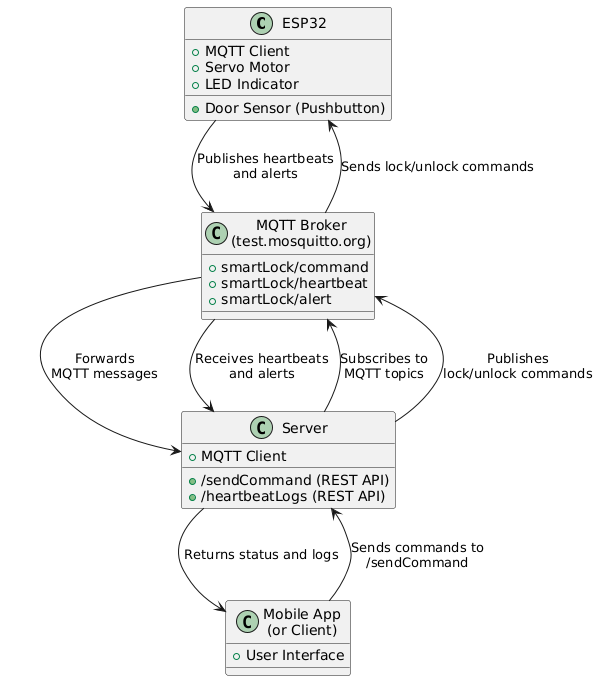 C ESP32
MQTT Client
Servo Motor
LED Indicator
Door Sensor (Pushbutton)
Publishes heartbeats
and alerts
Sends lock/unlock commands
C MQTT Broker
(test.mosquitto.org)
smartLock/command
smartLock/heartbeat
smartLock/alert
Forwards
MQTT messages
Receives heartbeats
and alerts
Subscribes to
MQTT topics
Publishes
lock/unlock commands
C Server
MQTT Client
/sendCommand (REST API)
/heartbeatLogs (REST API)
Returns status and logs
Sends commands to
/sendCommand
C Mobile App
(or Client)
User Interface